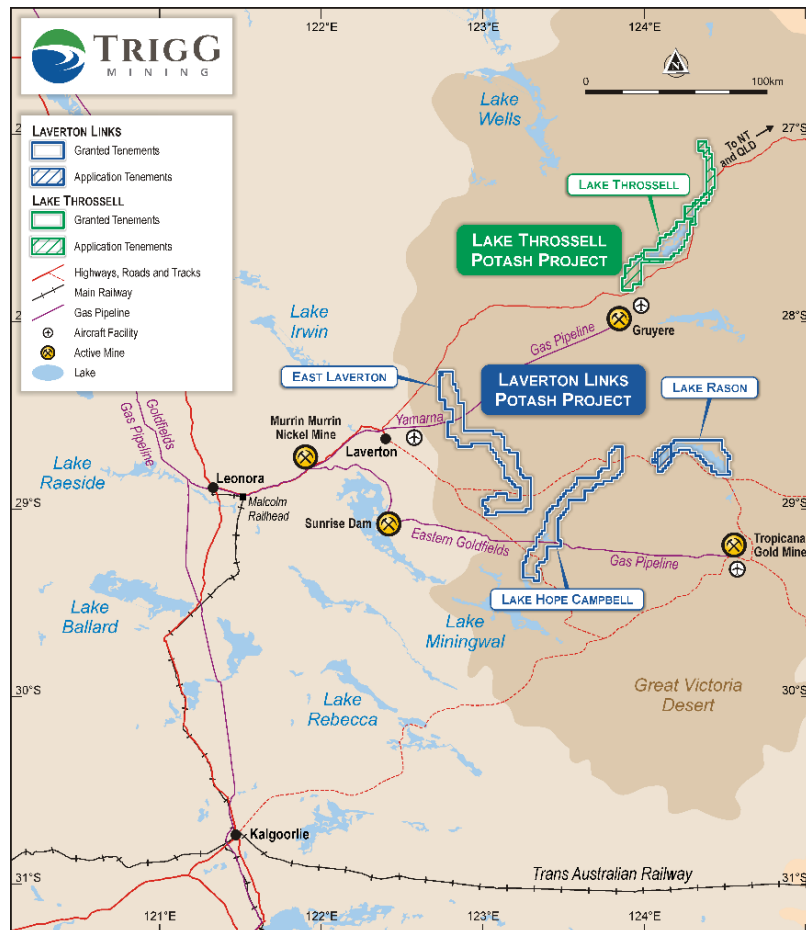 TRIGG
MINING
LAVERTON LINKS
Granted Tenements
Application Tenements
LAKE THROSSELL
Granted Tenements
Application Tenements
Highways, Roads and Tracks
Main Railway
Gas Pipeline
Aircraft Facility
Active Mine
Lake
122°E
123°E
124°E
0
100km
N
Lake
Wells
27°S
27°S
To NT
and QLD
LAKE THROSSELL
LAKE THROSSELL
POTASH PROJECT
Lake
Irwin
28°S
28°S
Gruyere
Gas Pipeline
EAST LAVERTON
LAVERTON LINKS
POTASH PROJECT
LAKE RASON
Goldfields
Gas Pipeline
Murrin Murrin
Nickel Mine
Yamarna
Laverton
Lake
Raeside
Leonora
Malcolm
Railhead
29°S
29°S
Sunrise Dam
Eastern Goldfields
Gas Pipeline
Tropicana
Gold Mine
LAKE HOPE CAMPBELL
Lake
Ballard
Lake
Miningwal
Great Victoria
Desert
30°S
30°S
Lake
Rebecca
Kalgoorlie
Trans Australian Railway
31°S
31°S
121°E
122°E
123°E
124°E